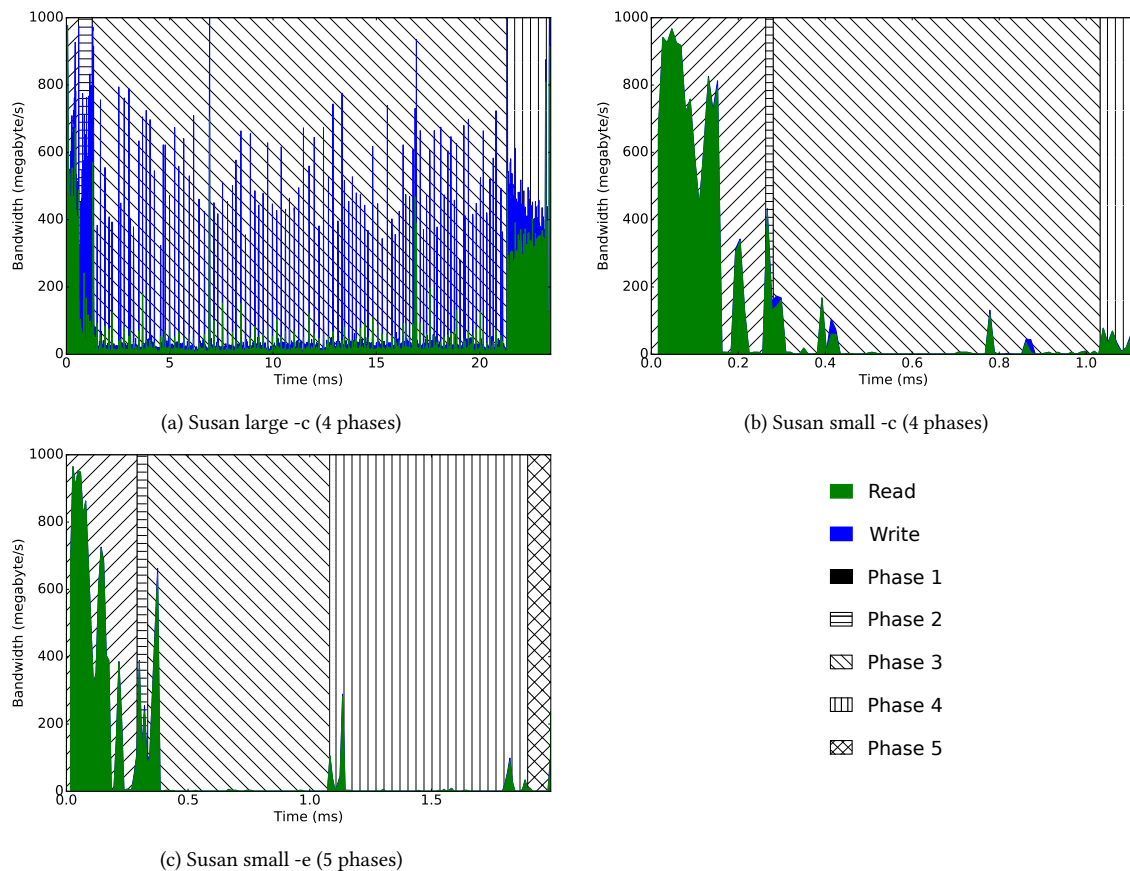 1000
800
600
400
200
0
Bandwidth (megabyte/s)
0 5 10 15 20
Time (ms)
(a) Susan large -c (4 phases)
1000
800
600
400
200
0
Bandwidth (megabyte/s)
0.0 0.2 0.4 0.6 0.8 1.0
Time (ms)
(b) Susan small -c (4 phases)
1000
800
600
400
200
0
Bandwidth (megabyte/s)
0.0 0.5 1.0 1.5
Time (ms)
(c) Susan small -e (5 phases)
Read
Write
Phase 1
Phase 2
Phase 3
Phase 4
Phase 5